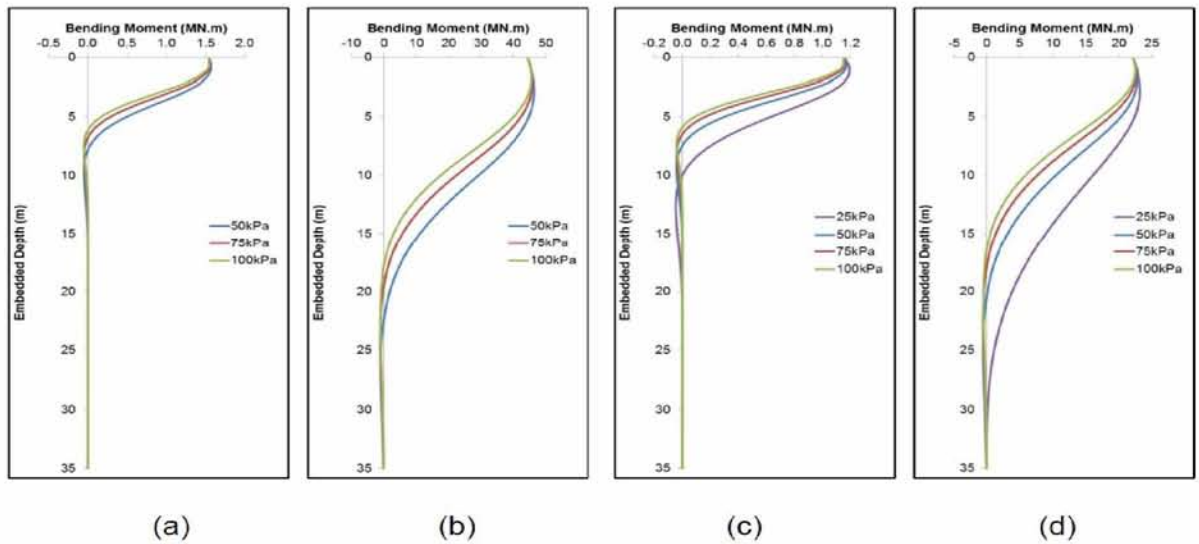 Bending Moment (MN.m)
-0.5 0.0 0.5 1.0 1.5 2.0
0
5
10
15
20
25
30
35
Embedded Depth (m)
50kPa
75kPa
100kPa
(a)
Bending Moment (MN.m)
-10 0 10 20 30 40 50
0
5
10
15
20
25
30
35
Embedded Depth (m)
50kPa
75kPa
100kPa
(b)
Bending Moment (MN.m)
-0.2 0.0 0.2 0.4 0.6 0.8 1.0 1.2
0
5
10
15
20
25
30
35
Embedded Depth (m)
25kPa
50kPa
75kPa
100kPa
(c)
Bending Moment (MN.m)
-5 0 5 10 15 20 25
0
5
10
15
20
25
30
35
Embedded Depth (m)
25kPa
50kPa
75kPa
100kPa
(d)